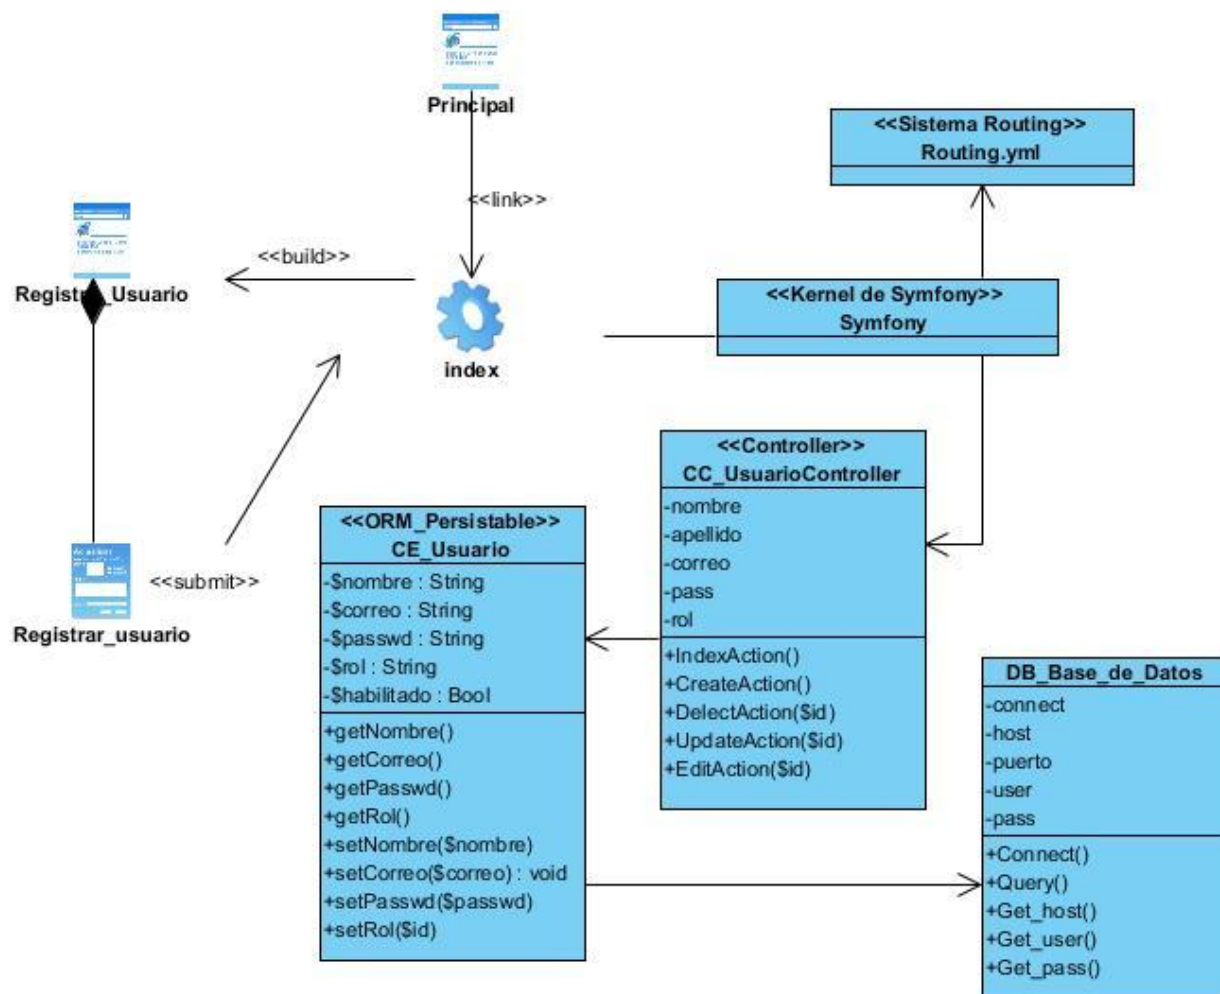 Principal
<<link>>
<<Sistema Routing>>
Routing.yml
Registrar_Usuario
<<build>>
index
<<Kernel de Symfony>>
Symfony
<<submit>>
Registrar_usuario
<<ORM_Persistable>>
CE_Usuario
-$nombre : String
-$correo : String
-$passwd : String
-$rol : String
-$habilitado : Bool
+getNombre()
+getCorreo()
+getPasswd()
+getRol()
+setNombre($nombre)
+setCorreo($correo) : void
+setPasswd($passwd)
+setRol($id)
<<Controller>>
CC_UsuarioController
-nombre
-apellido
-correo
-pass
-rol
+IndexAction()
+CreateAction()
+DelectAction($id)
+UpdateAction($id)
+EditAction($id)
DB_Base_de_Datos
-connect
-host
-puerto
-user
-pass
+Connect()
+Query()
+Get_host()
+Get_user()
+Get_pass()